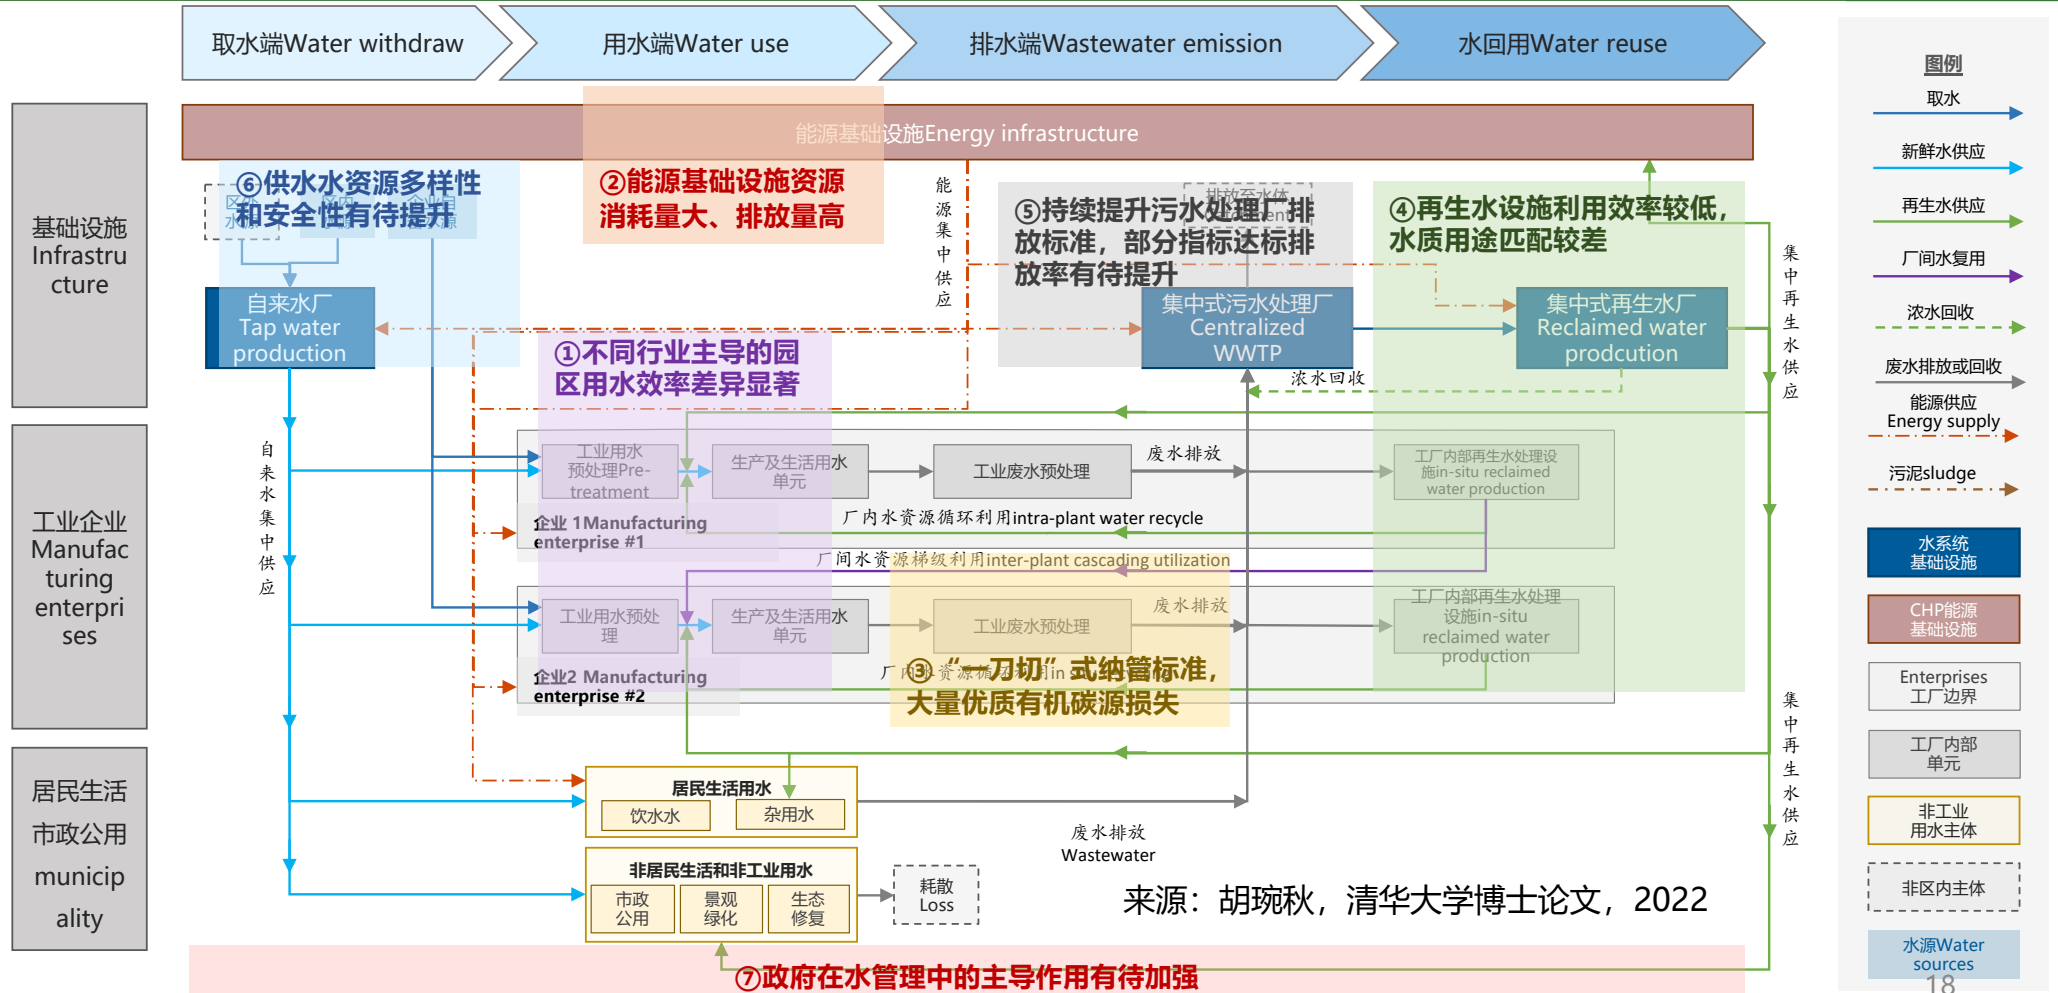 取水端Water withdraw
用水端Water use
排水端Wastewater emission
水回用Water reuse
能源基础设施Energy infrastructure
基础设施
Infrastru
cture
工业企业
Manufac
turing
enterpri
ses
居民生活
市政公用
municip
ality
⑥供水水资源多样性
和安全性有待提升
②能源基础设施资源
消耗量大、排放量高
能源集中供应
排放至水体
⑤持续提升污水处理厂排
放标准，部分指标达标排
放率有待提升
④再生水设施利用效率较低，
水质用途匹配较差
集中再生水供应
自来水厂
Tap water
production
集中式污水处理厂
Centralized
WWTP
集中式再生水厂
Reclaimed water
prodcution
①不同行业主导的园
区用水效率差异显著
浓水回收
自来水集中供应
工业用水
预处理Pre-
treatment
生产及生活用水
单元
工业废水预处理
废水排放
工厂内部再生水处理设
施in-situ reclaimed
water production
企业 1Manufacturing
enterprise #1
厂内水资源循环利用intra-plant water recycle
厂间水资源梯级利用inter-plant cascading utilization
工业用水预处
理
生产及生活用水
单元
工业废水预处理
废水排放
工厂内部再生水处理
设施in-situ
reclaimed water
production
企业2 Manufacturing
enterprise #2
③“一刀切”式纳管标准，
大量优质有机碳源损失
集中再生水供应
居民生活用水
饮水水
杂用水
废水排放
Wastewater
非居民生活和非工业用水
市政
公用
景观
绿化
生态
修复
耗散
Loss
来源：胡琬秋，清华大学博士论文，2022
⑦政府在水管理中的主导作用有待加强
图例
取水
新鲜水供应
再生水供应
厂间水复用
浓水回收
废水排放或回收
能源供应
Energy supply
污泥sludge
水系统
基础设施
CHP能源
基础设施
Enterprises
工厂边界
工厂内部
单元
非工业
用水主体
非区内主体
水源Water
sources
18